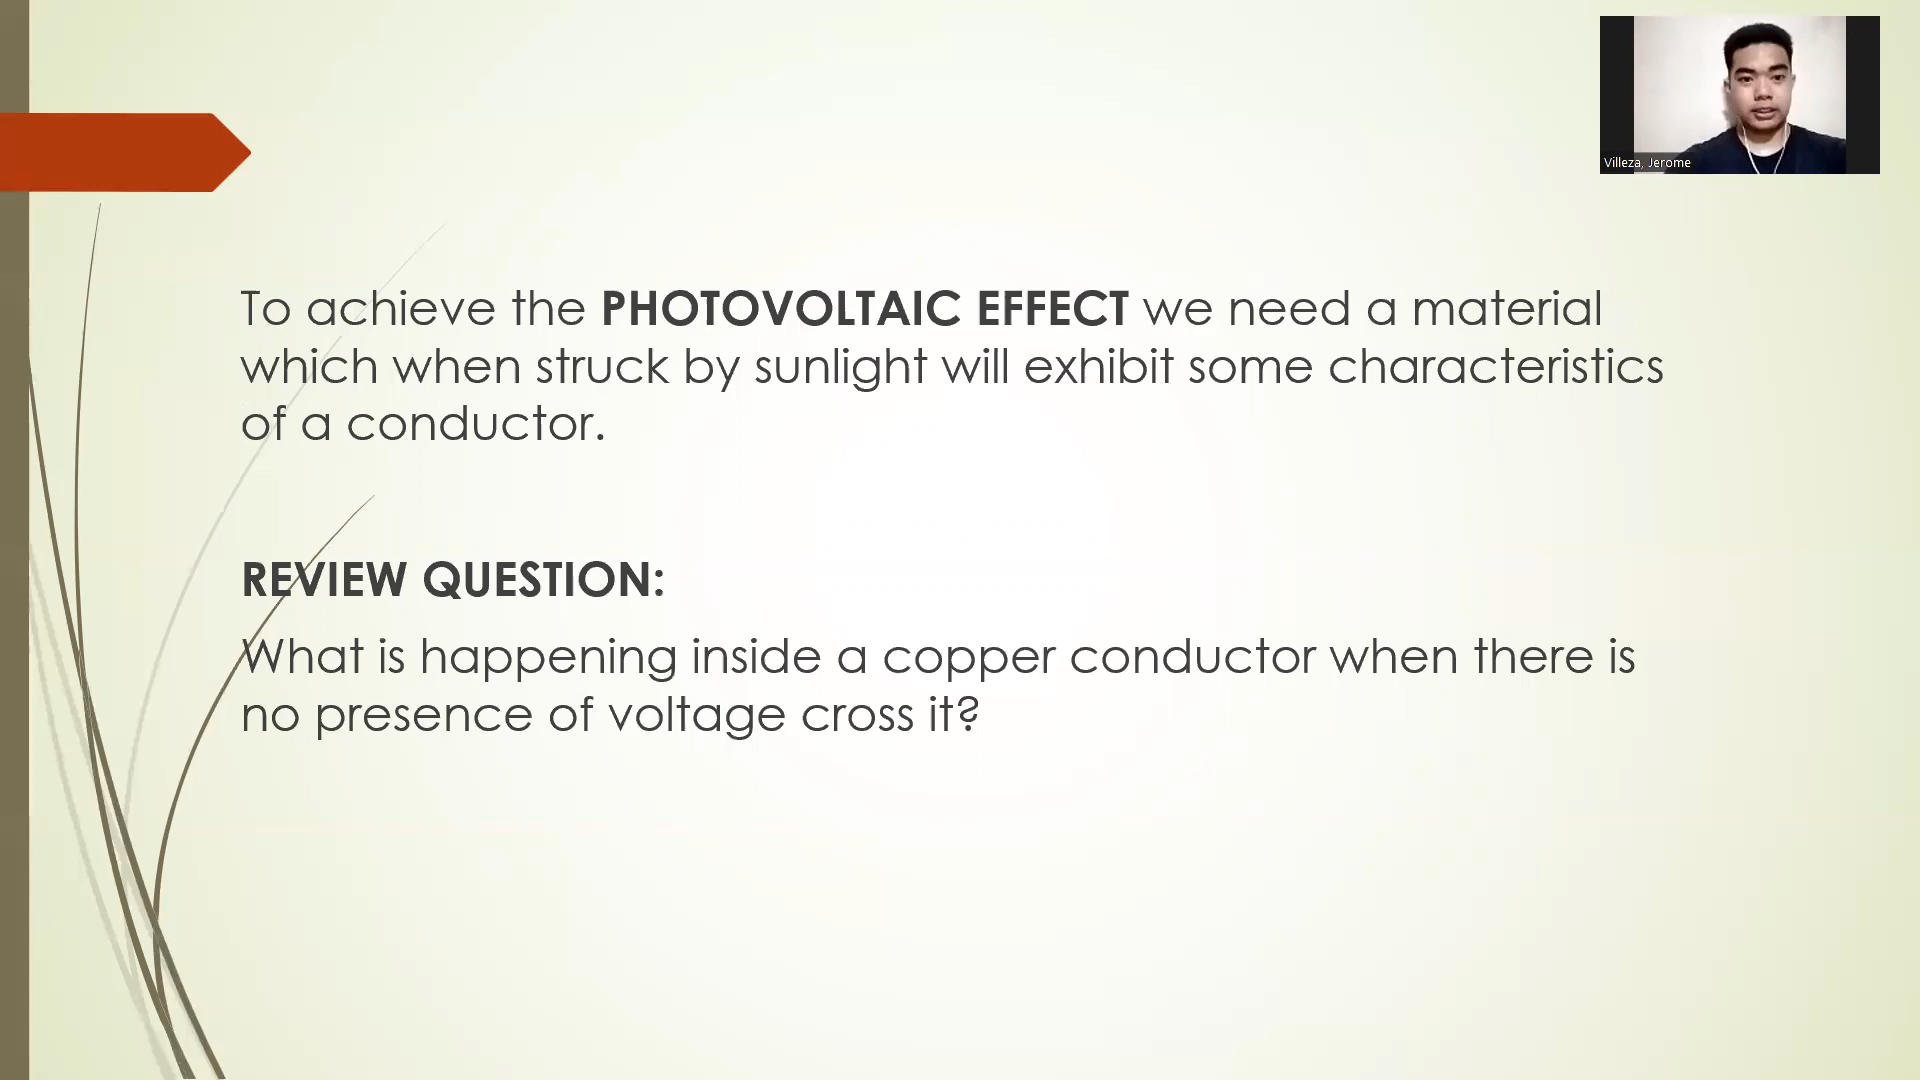 Villeza, Jerome
To achieve the PHOTOVOLTAIC EFFECT we need a material
which when struck by sunlight will exhibit some characteristics
of a conductor.
REVIEW QUESTION:
What is happening inside a copper conductor when there is
no presence of voltage cross it?